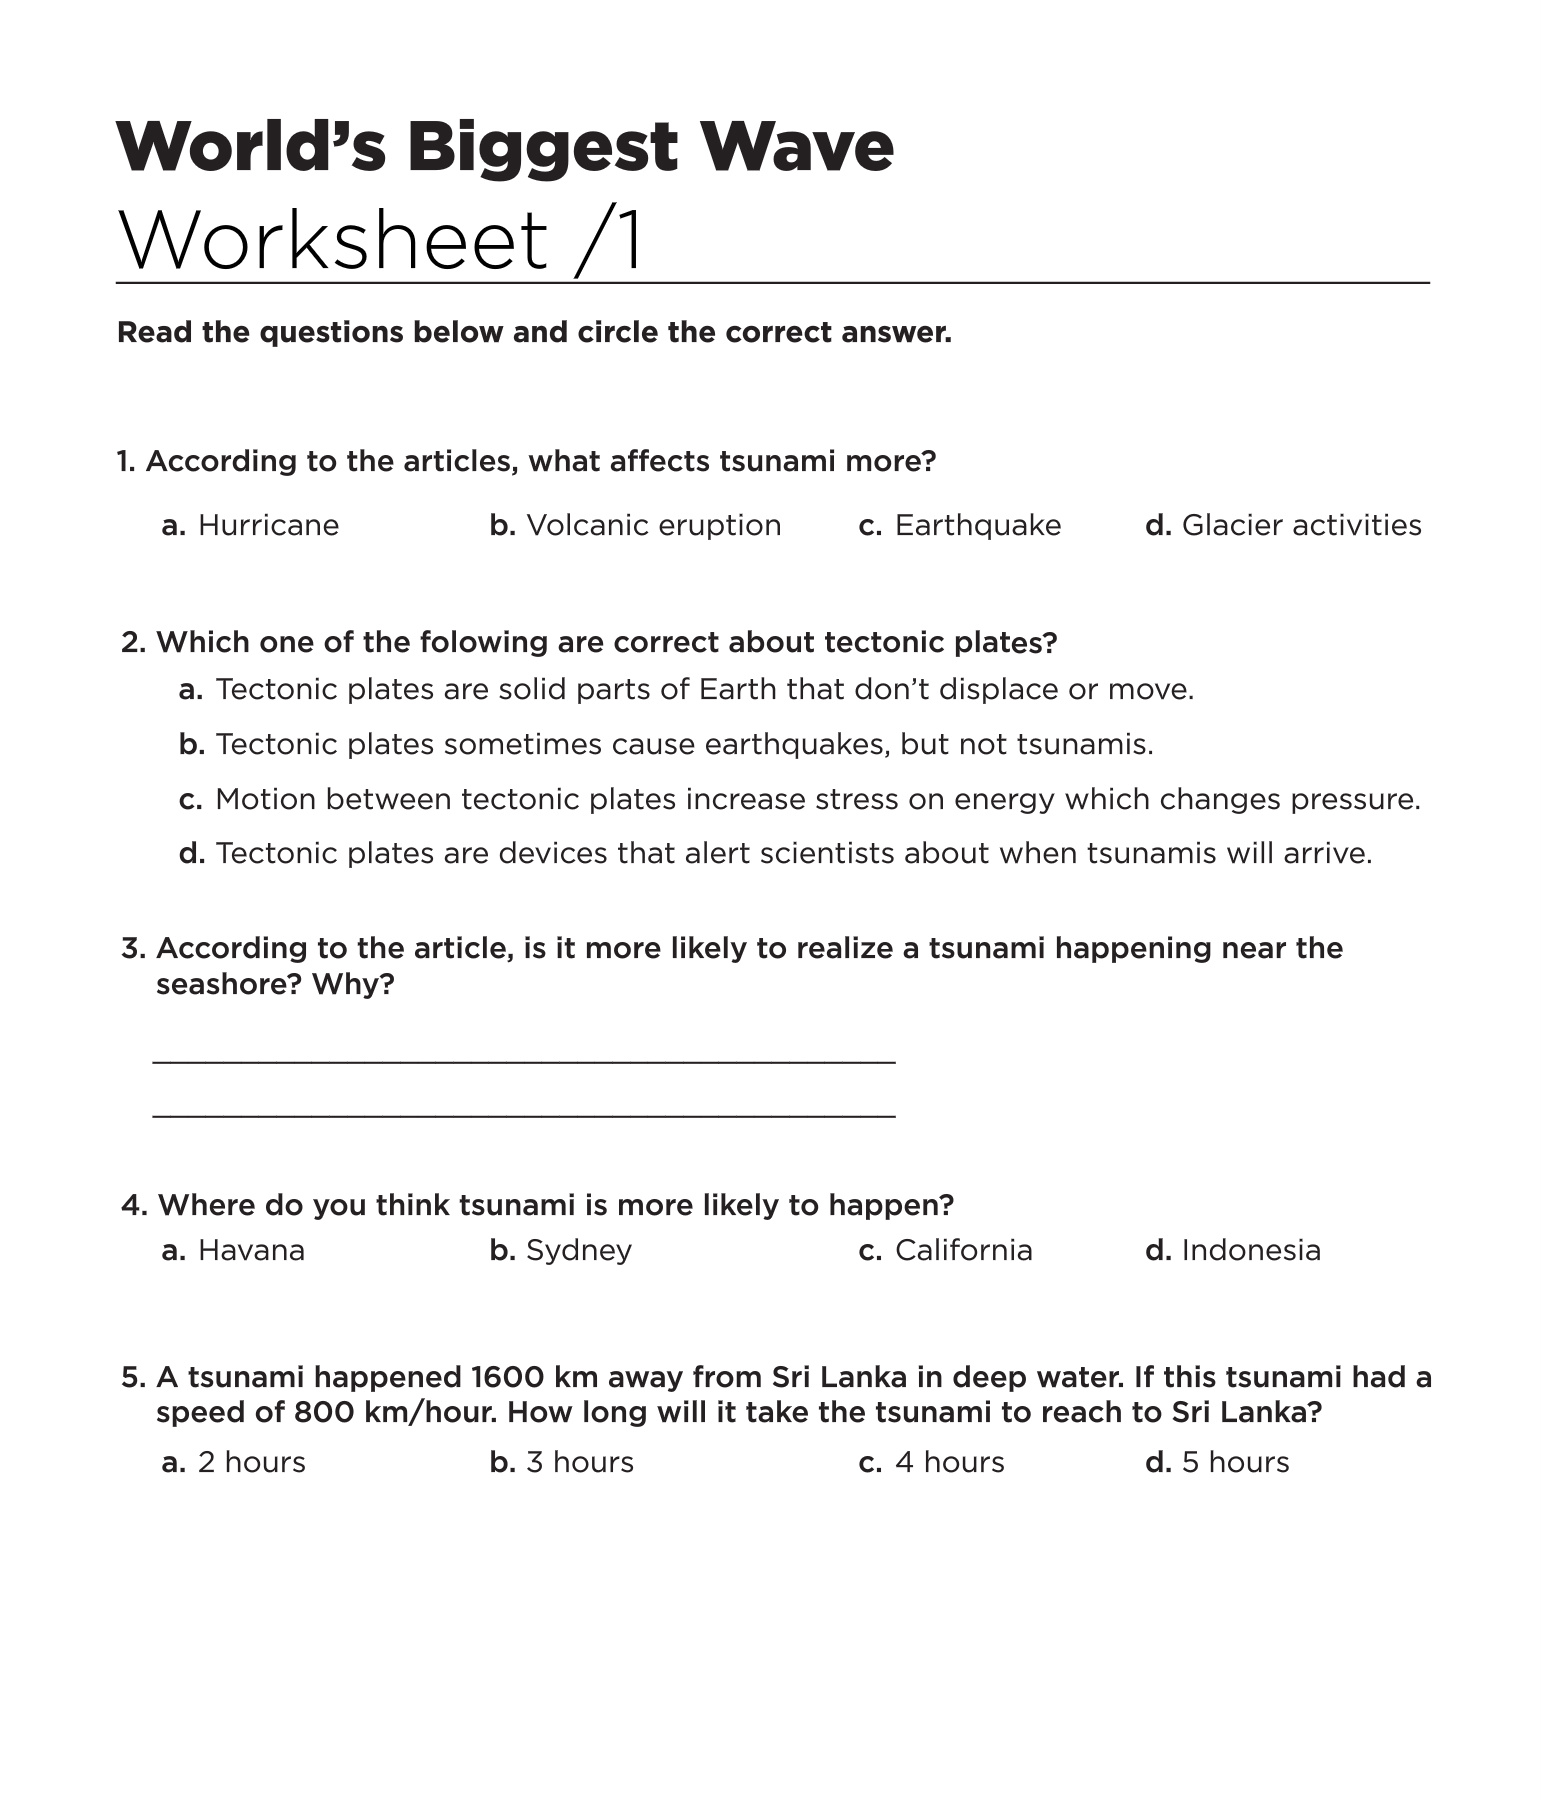 World’s Biggest Wave
Worksheet /1
Read the questions below and circle the correct answer.
1. According to the articles, what affects tsunami more?
a. Hurricane b. Volcanic eruption c. Earthquake d. Glacier activities
2. Which one of the folowing are correct about tectonic plates?
a. Tectonic plates are solid parts of Earth that don’t displace or move.
b. Tectonic plates sometimes cause earthquakes, but not tsunamis.
c. Motion between tectonic plates increase stress on energy which changes pressure.
d. Tectonic plates are devices that alert scientists about when tsunamis will arrive.
3. According to the article, is it more likely to realize a tsunami happening near the
seashore? Why?
4. Where do you think tsunami is more likely to happen?
a. Havana b. Sydney c. California d. Indonesia
5. A tsunami happened 1600 km away from Sri Lanka in deep water. If this tsunami had a
speed of 800 km/hour. How long will it take the tsunami to reach to Sri Lanka?
a. 2 hours b. 3 hours c. 4 hours d. 5 hours